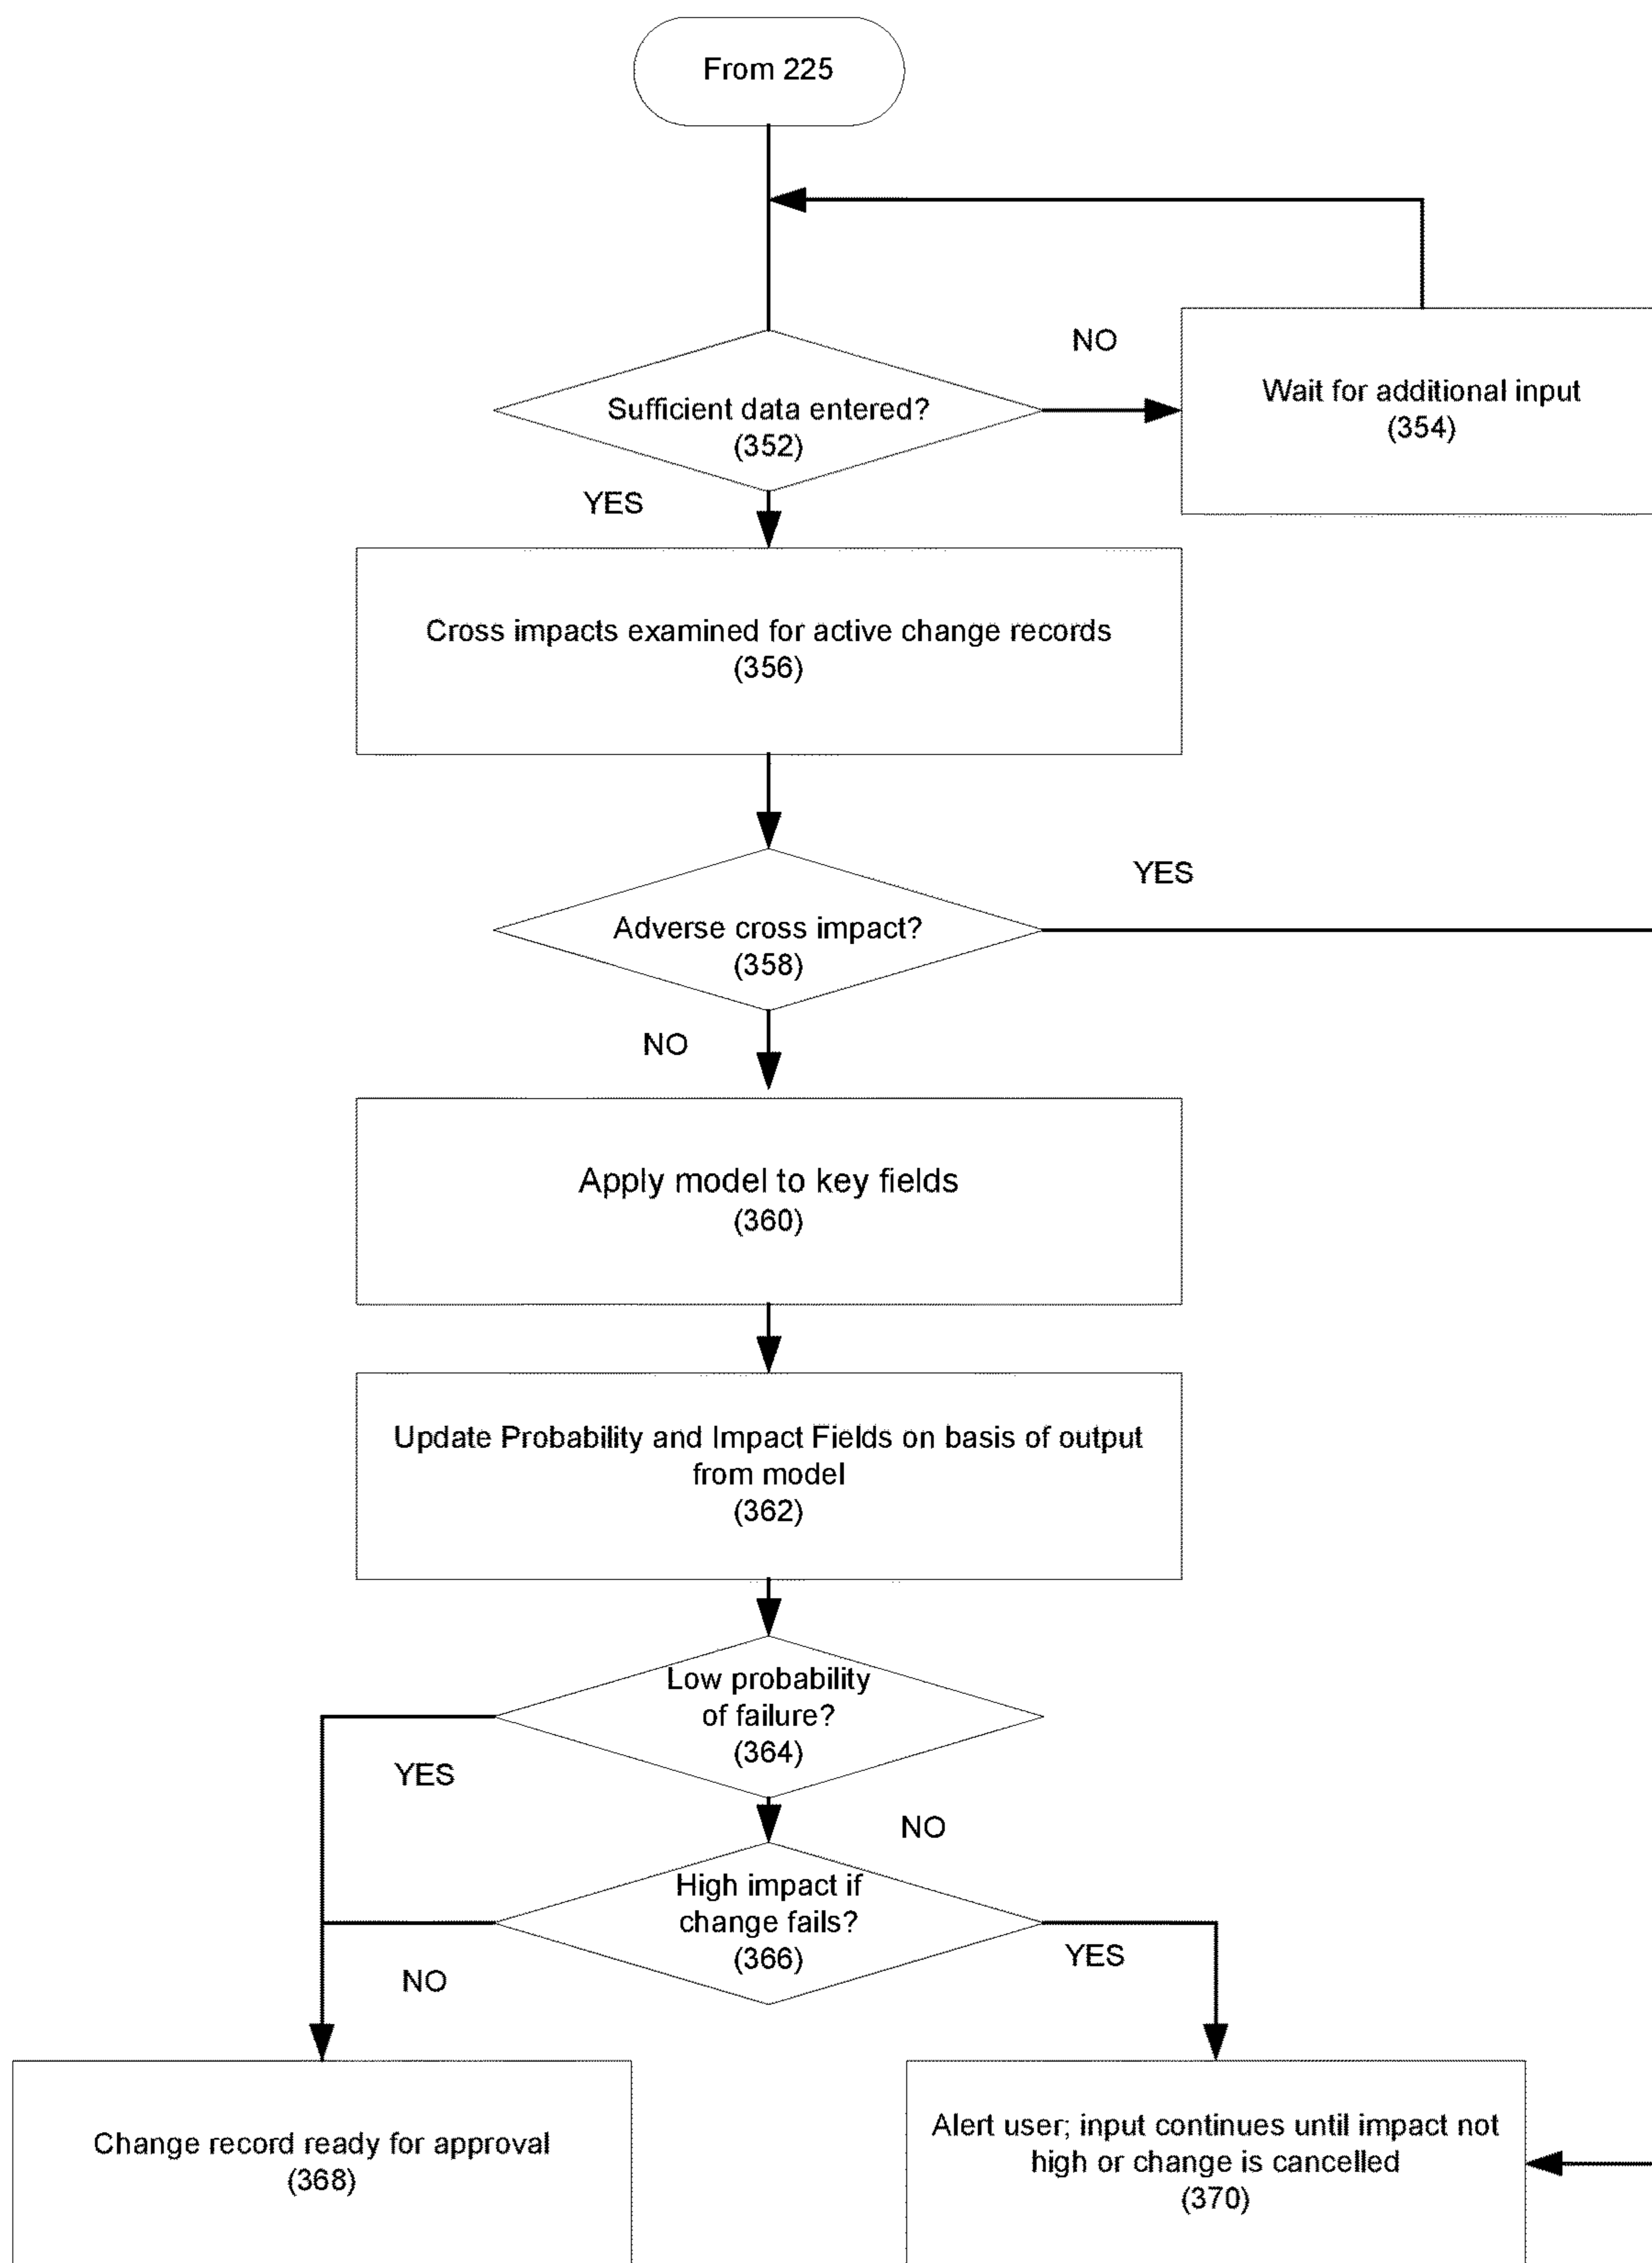 From 225
NO
Sufficient data entered?
(352)
Wait for additional input
(354)
YES
Cross impacts examined for active change records
(356)
YES
Adverse cross impact?
(358)
NO
Apply model to key fields
(360)
Update Probability and Impact Fields on basis of output
from model
(362)
Low probability
of failure?
(364)
YES
NO
High impact if
change fails?
(366)
YES
NO
Change record ready for approval
(368)
Alert user; input continues until impact not
high or change is cancelled
(370)